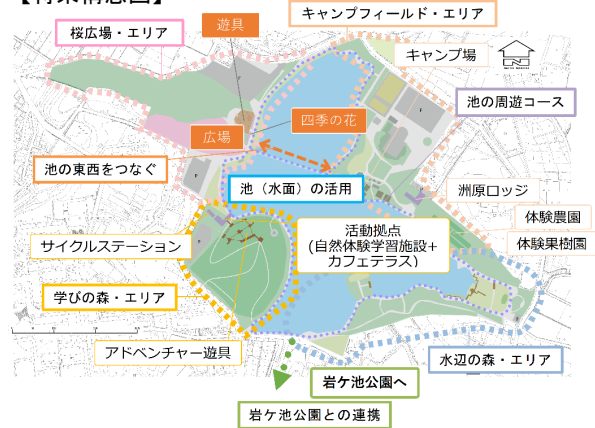 キャンプフィールド・エリア
桜広場・エリア
遊具
キャンプ場
池の周遊コース
四季の花
広場
池の東西をつなぐ
池（水面）の活用
洲原ロッジ
活動拠点
(自然体験学習施設+
カフェテラス)
体験農園
体験果樹園
サイクルステーション
学びの森・エリア
アドベンチャー遊具
水辺の森・エリア
岩ケ池公園へ
岩ケ池公園との連携